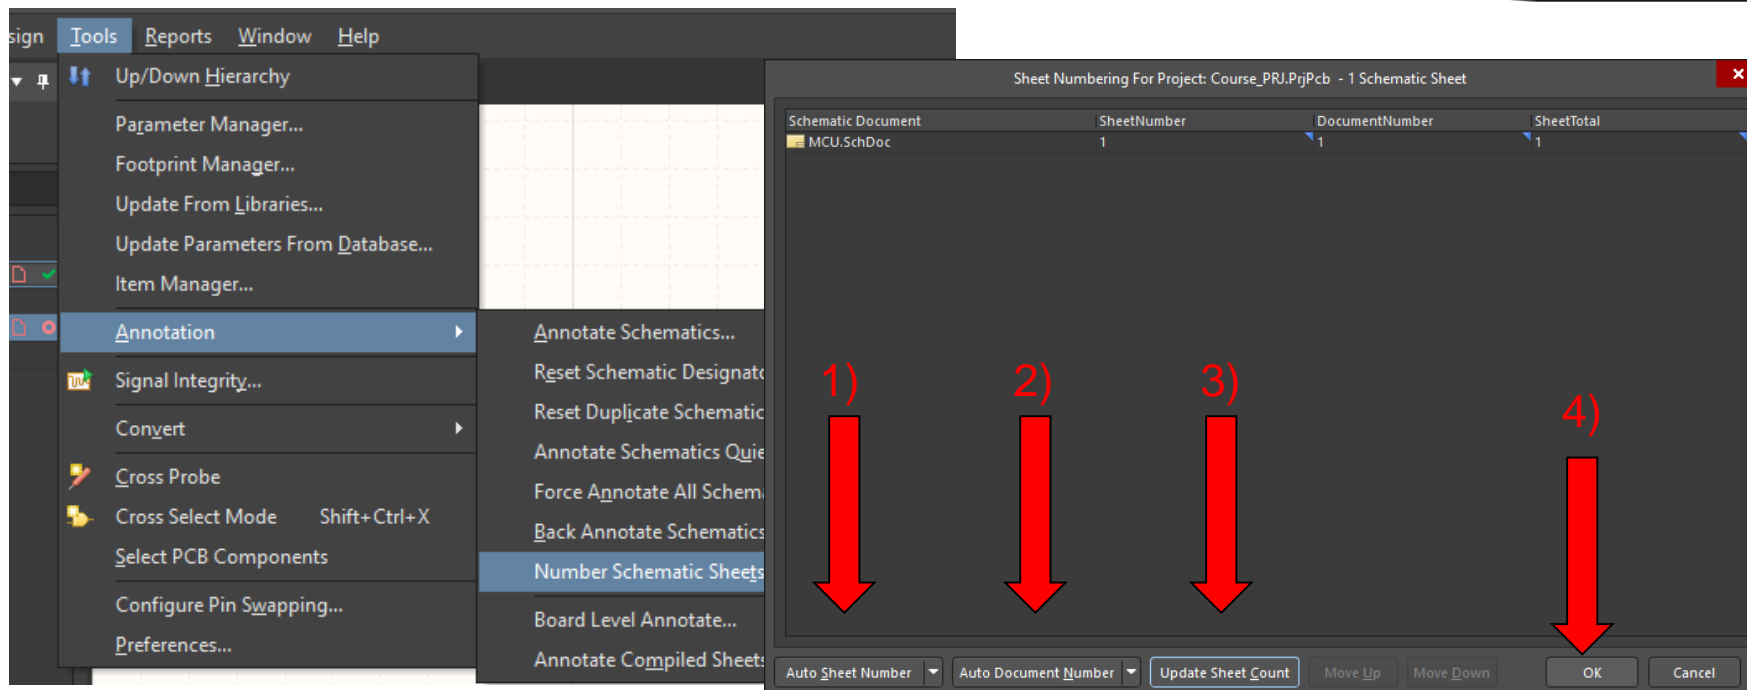 sign Tools Reports Window Help
Up/Down Hierarchy
Parameter Manager...
Footprint Manager...
Update From Libraries...
Update Parameters From Database...
Item Manager...
Annotation
Signal Integrity...
Convert
Cross Probe
Cross Select Mode Shift+Ctrl+X
Select PCB Components
Configure Pin Swapping...
Preferences...
Annotate Schematics...
Reset Schematic Designato
Reset Duplicate Schematic
Annotate Schematics Quie
Force Annotate All Schema
Back Annotate Schematics
Number Schematic Sheets
Board Level Annotate...
Annotate Compiled Sheets
Sheet Numbering For Project: Course_PRJ.PrjPcb - 1 Schematic Sheet
Schematic Document SheetNumber DocumentNumber SheetTotal
MCU.SchDoc 1 1 1
1) 2) 3) 4)
Auto Sheet Number Auto Document Number Update Sheet Count Move Up Move Down OK Cancel